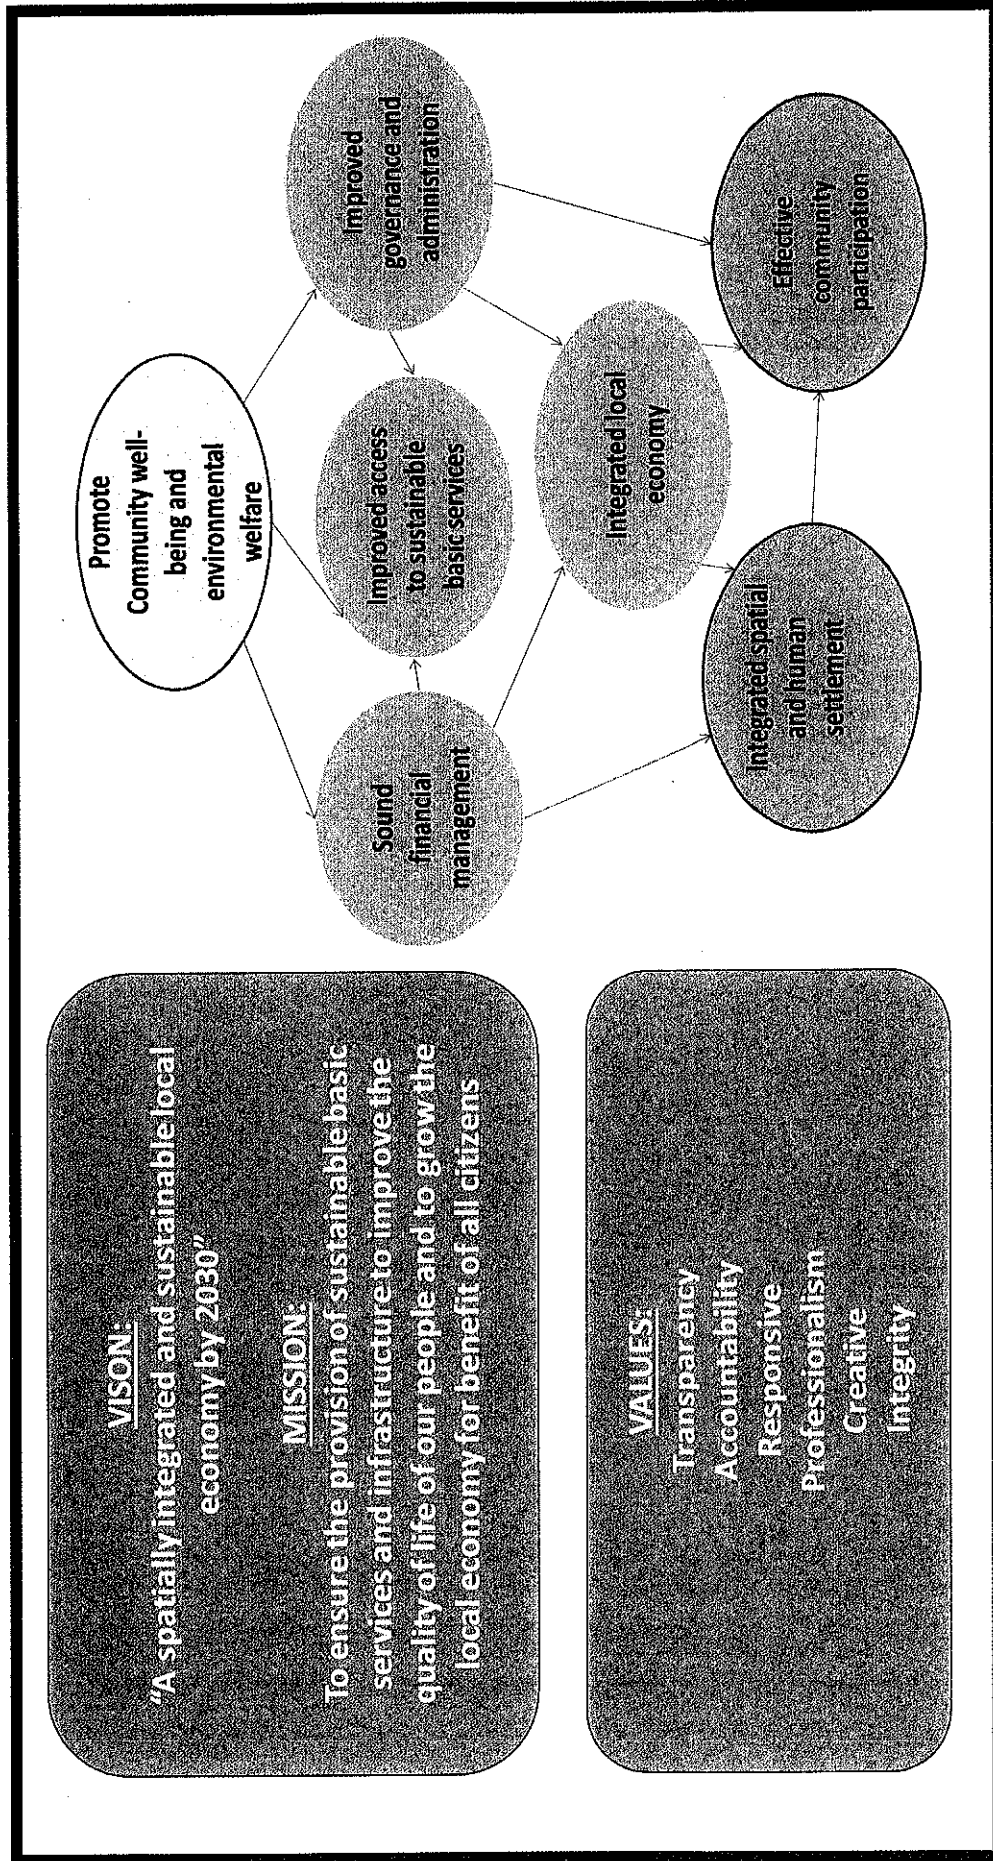 VISON:
“A spatially integrated and sustainable local
economy by 2030”
MISSION:
To ensure the provision of sustainable basic
services and infrastructure to improve the
quality of life of our people and to grow the
local economy for benefit of all citizens
VALUES:
Transparency
Accountability
Responsive
Professionalism
Creative
Integrity
Promote
Community well-
being and
environmental
welfare
Sound
financial
management
Improved access
to sustainable
basic services
Improved
governance and
administration
Integrated local
economy
Integrated spatial
and human
settlement
Effective
community
participation